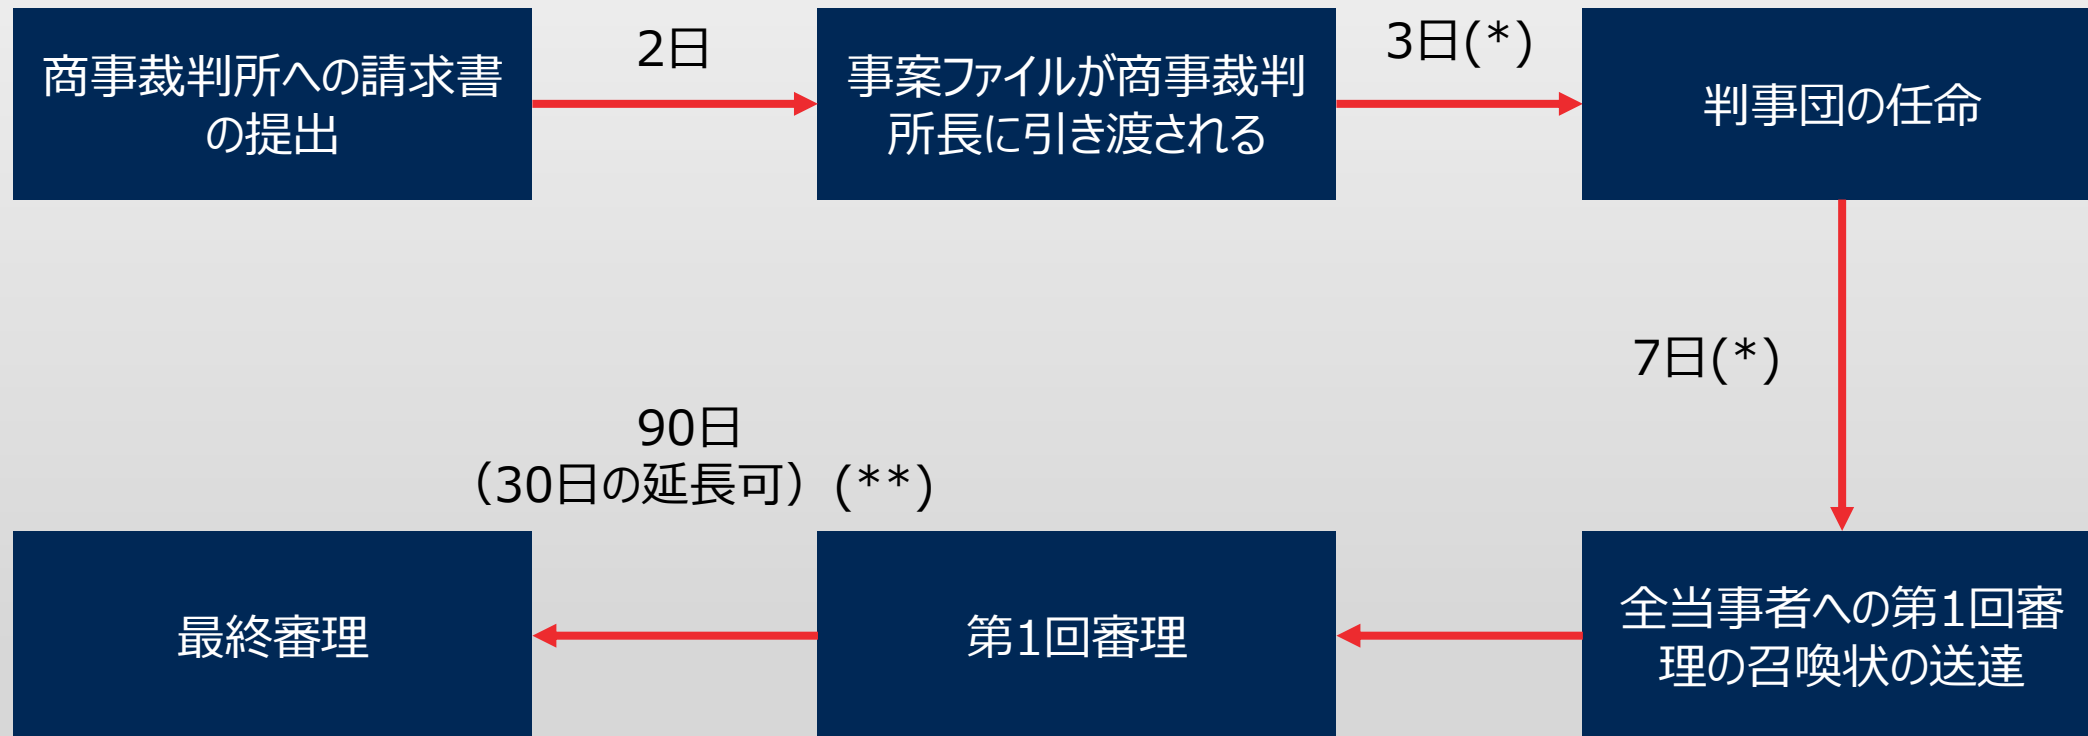 商事裁判所への請求書
の提出
2日
事案ファイルが商事裁判
所長に引き渡される
3日(*)
判事団の任命
7日(*)
全当事者への第1回審
理の召喚状の送達
第1回審理
90日
（30日の延長可）(**)
最終審理